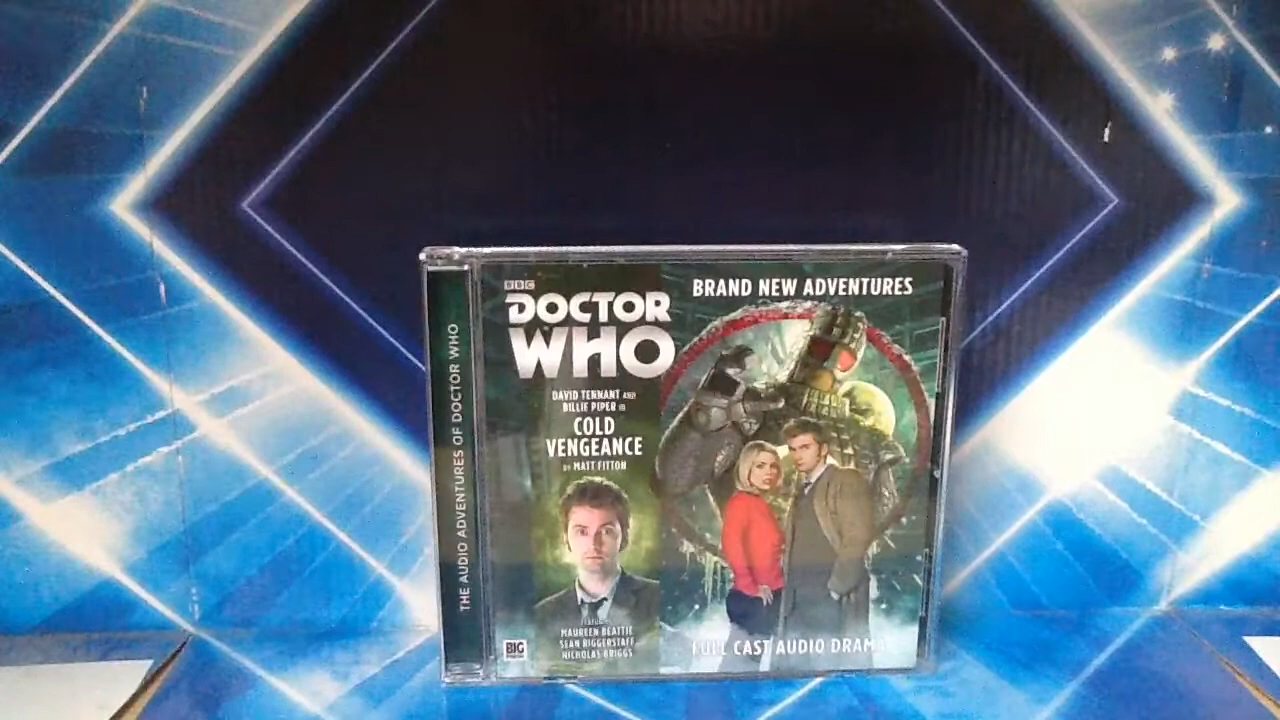 THE AUDIO ADVENTURES OF DOCTOR WHO
BBC
DOCTOR
WHO
DAVID TENNANT AND
BILLIE PIPER IN
COLD
VENGEANCE
BY MATT FITTON
FEATURING
MAUREEN BEATTIE
SEAN BIGGERSTAFF
NICHOLAS BRIGGS
BIG
BRAND NEW ADVENTURES
FULL CAST AUDIO DRAMA